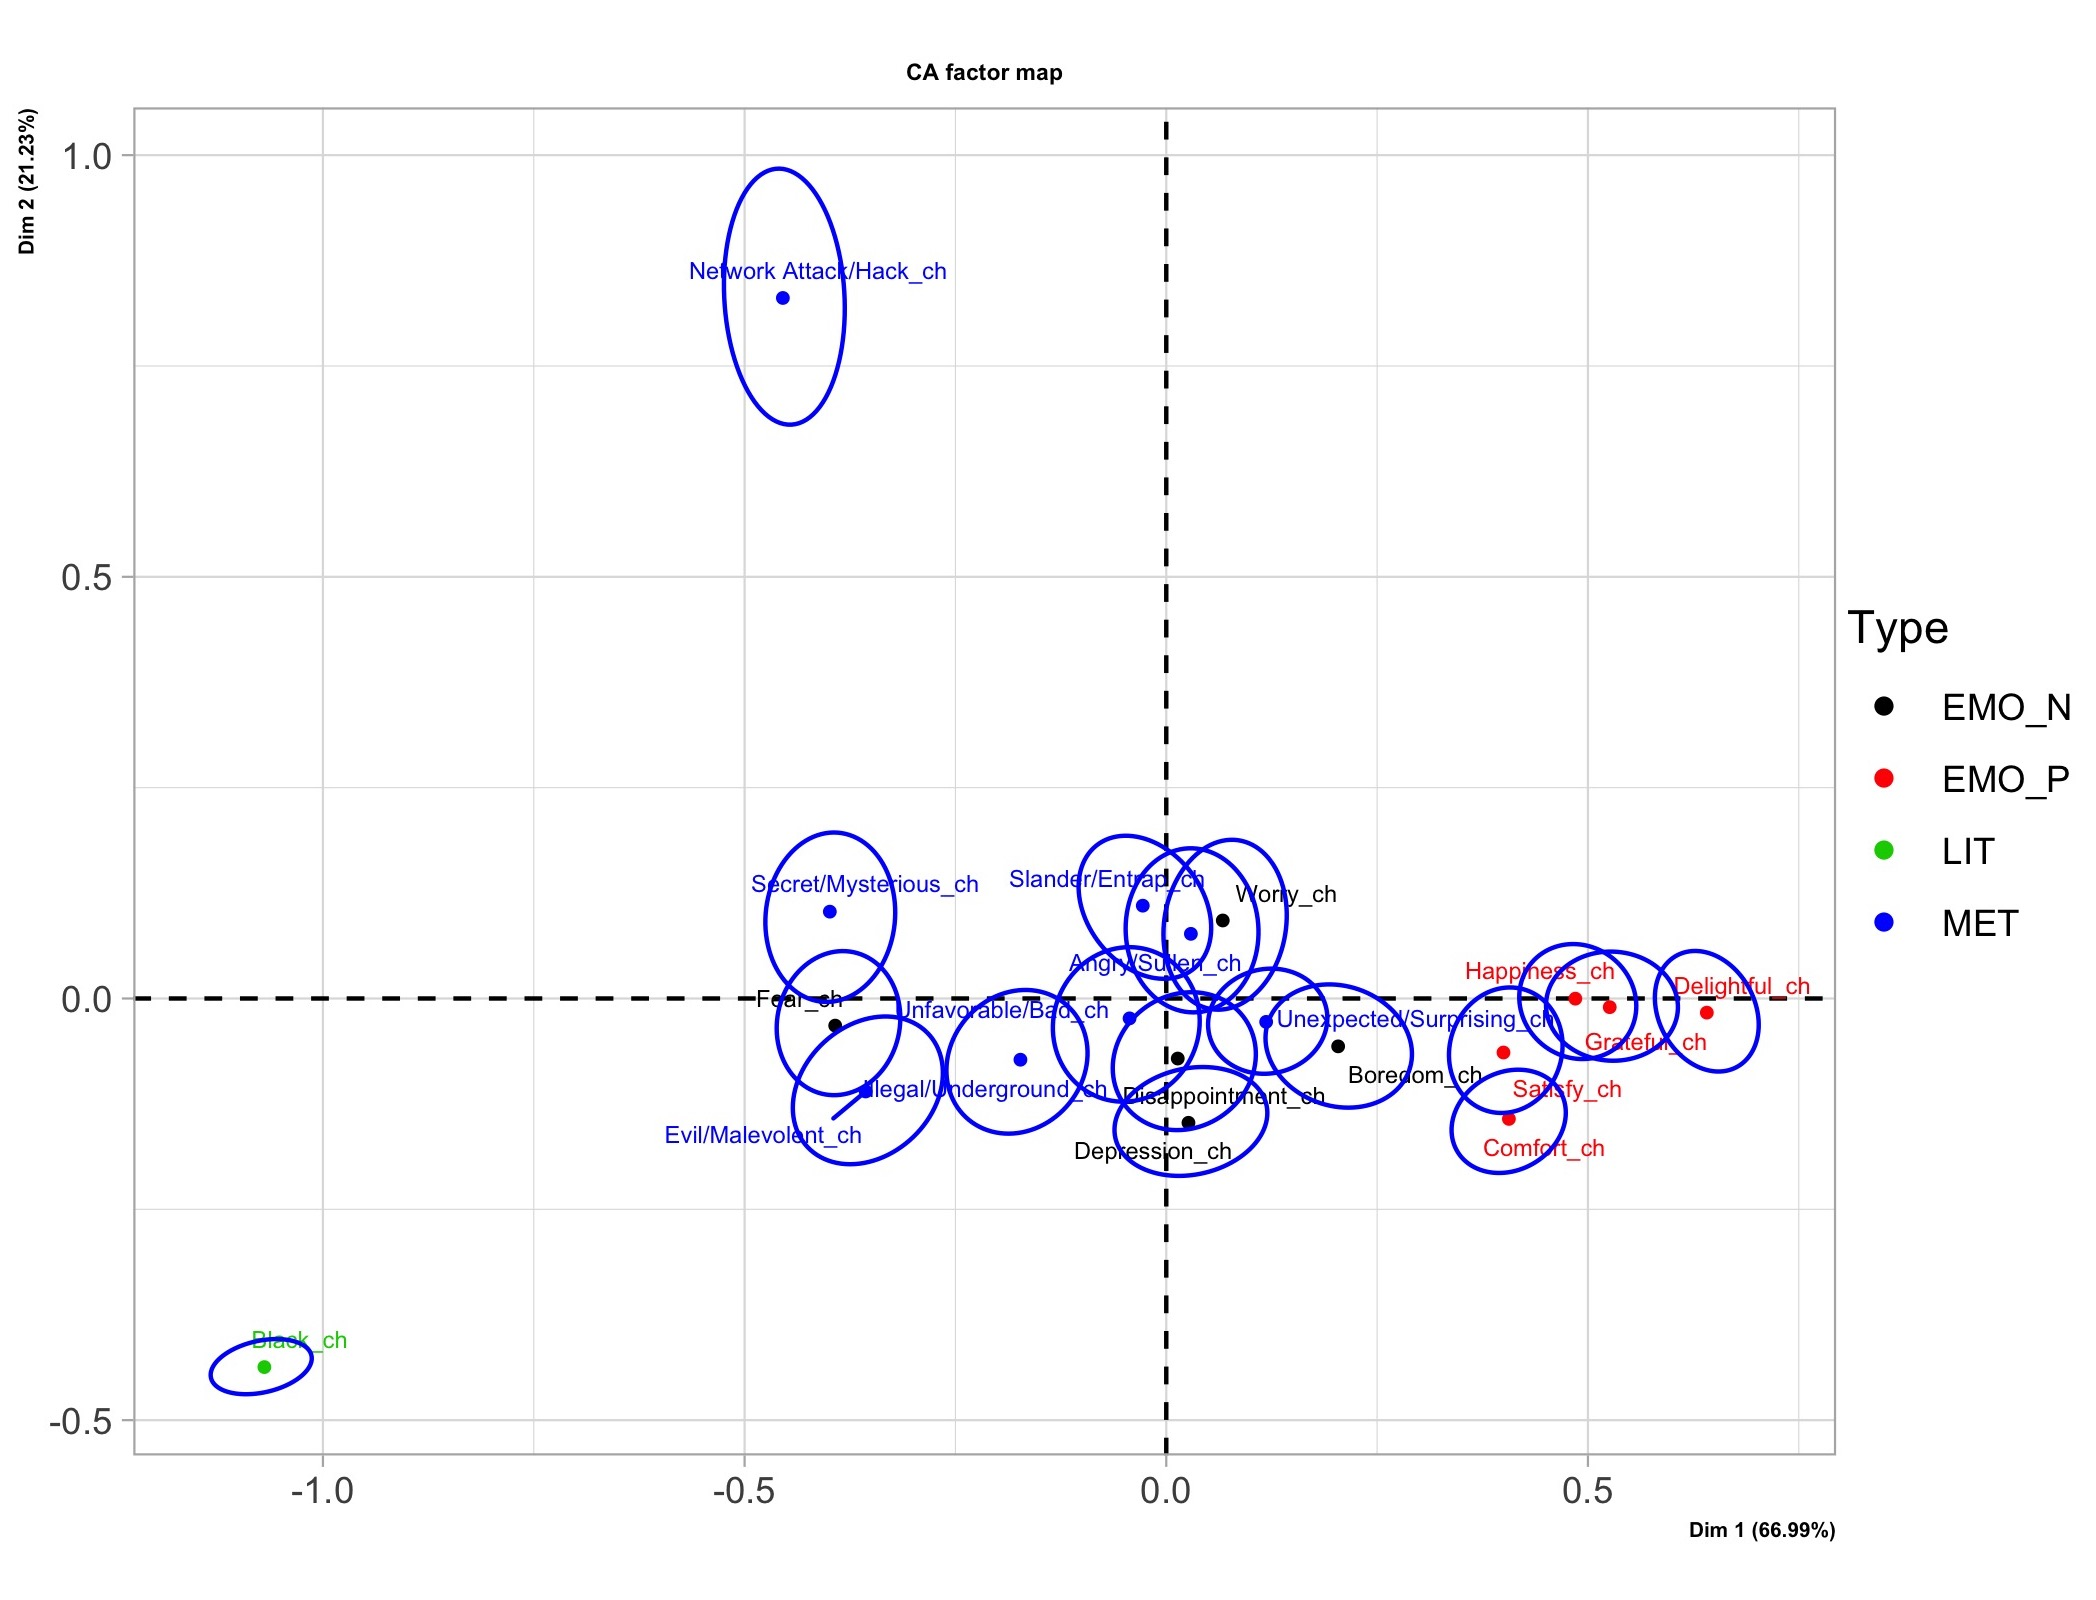 CA factor map
Dim 2 (21.23%)
1.0
0.5
0.0
-0.5
Network Attack/Hack_ch
Secret/Mysterious_ch
Slander/Entrap_ch
Worry_ch
Angry/Sullen_ch
Happiness_ch
Delightful_ch
Fear_ch
Unfavorable/Bad_ch
Unexpected/Surprising_ch
Grateful_ch
Boredom_ch
Illegal/Underground_ch
Satisfy_ch
Disappointment_ch
Evil/Malevolent_ch
Comfort_ch
Depression_ch
Black_ch
-1.0
-0.5
0.0
0.5
Dim 1 (66.99%)
Type
EMO_N
EMO_P
LIT
MET